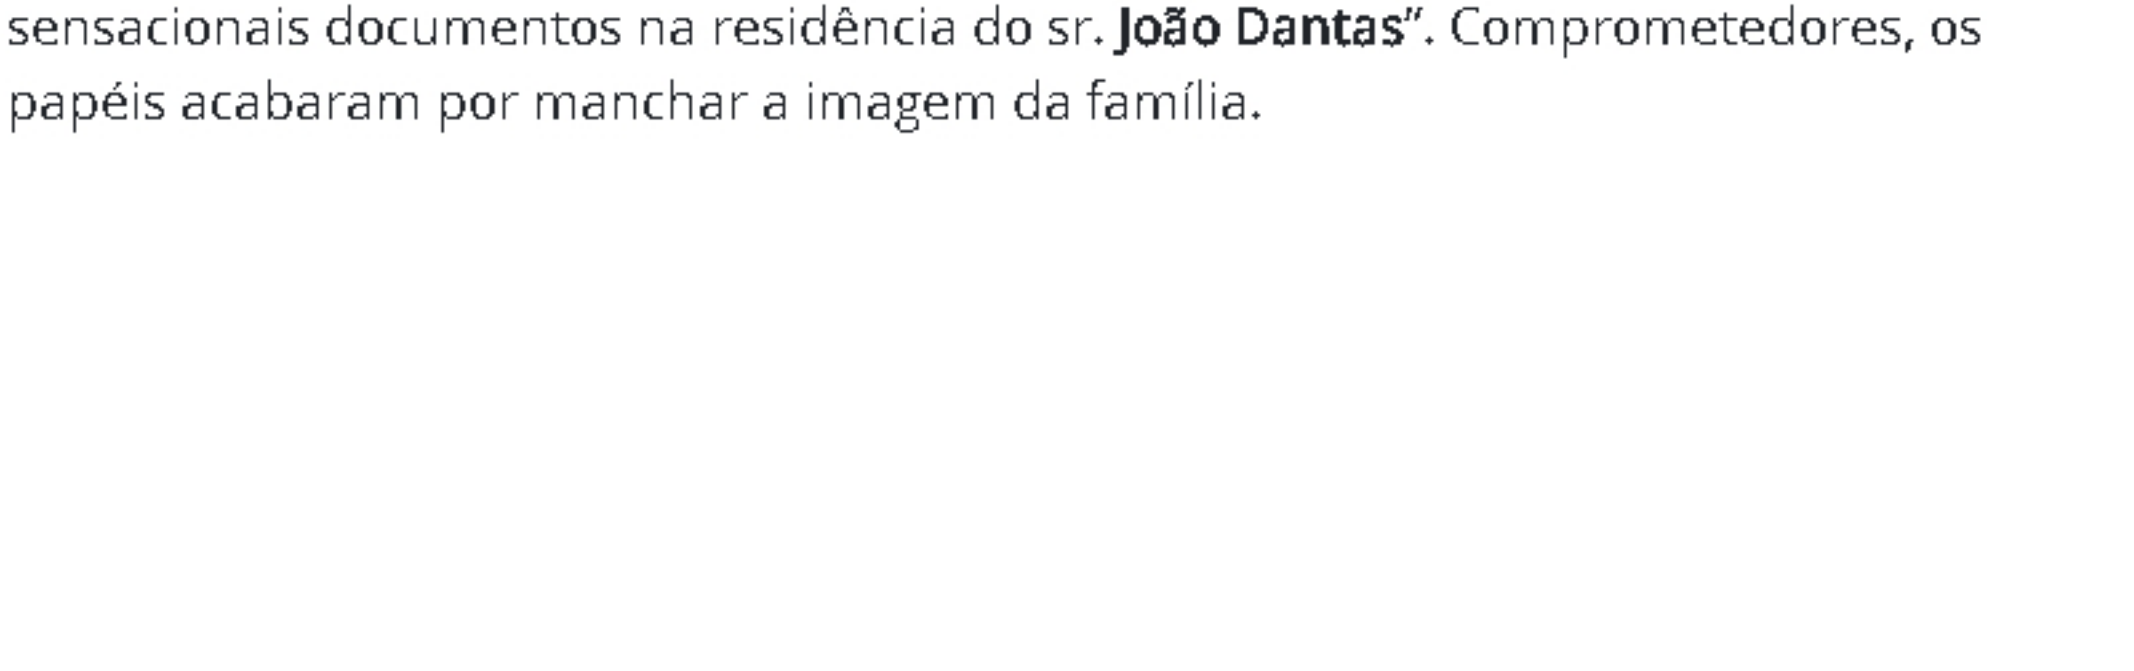 sensacionais documentos na residência do sr. João Dantas”. Comprometedores, os
papéis acabaram por manchar a imagem da família.